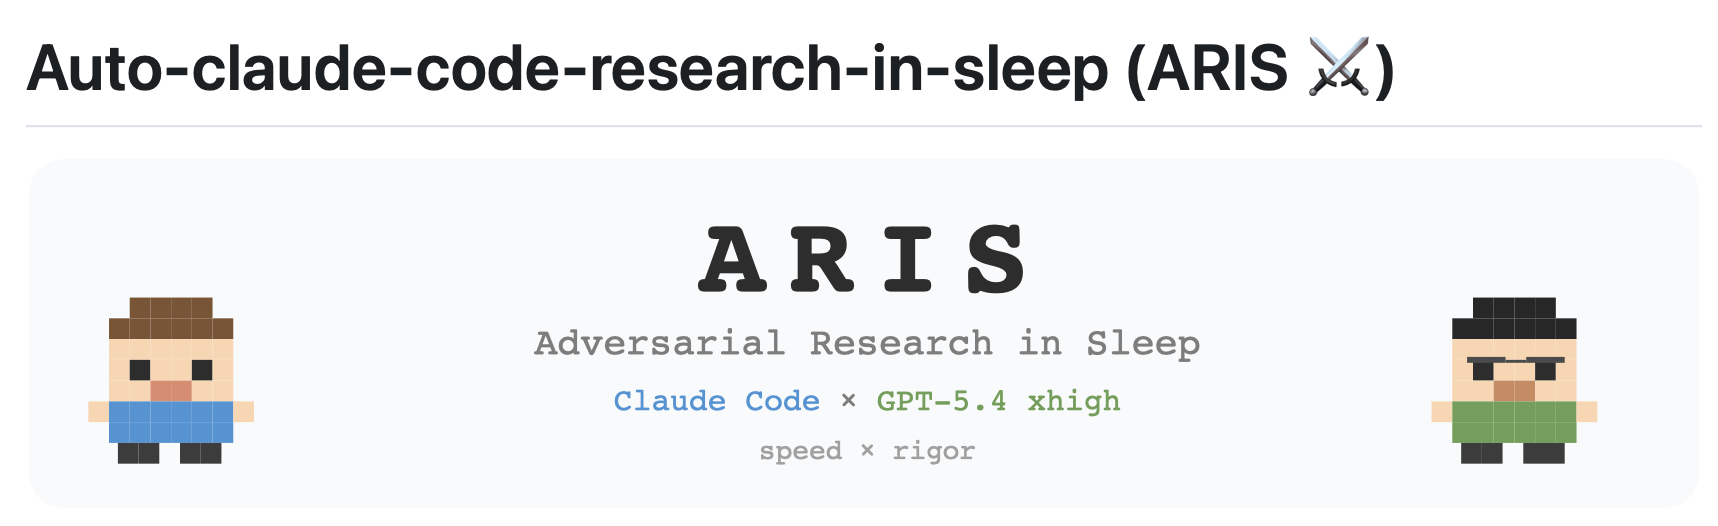 Auto-claude-code-research-in-sleep (ARIS ⚔️)
ARIS
Adversarial Research in Sleep
Claude Code × GPT-5.4 xhigh
speed × rigor